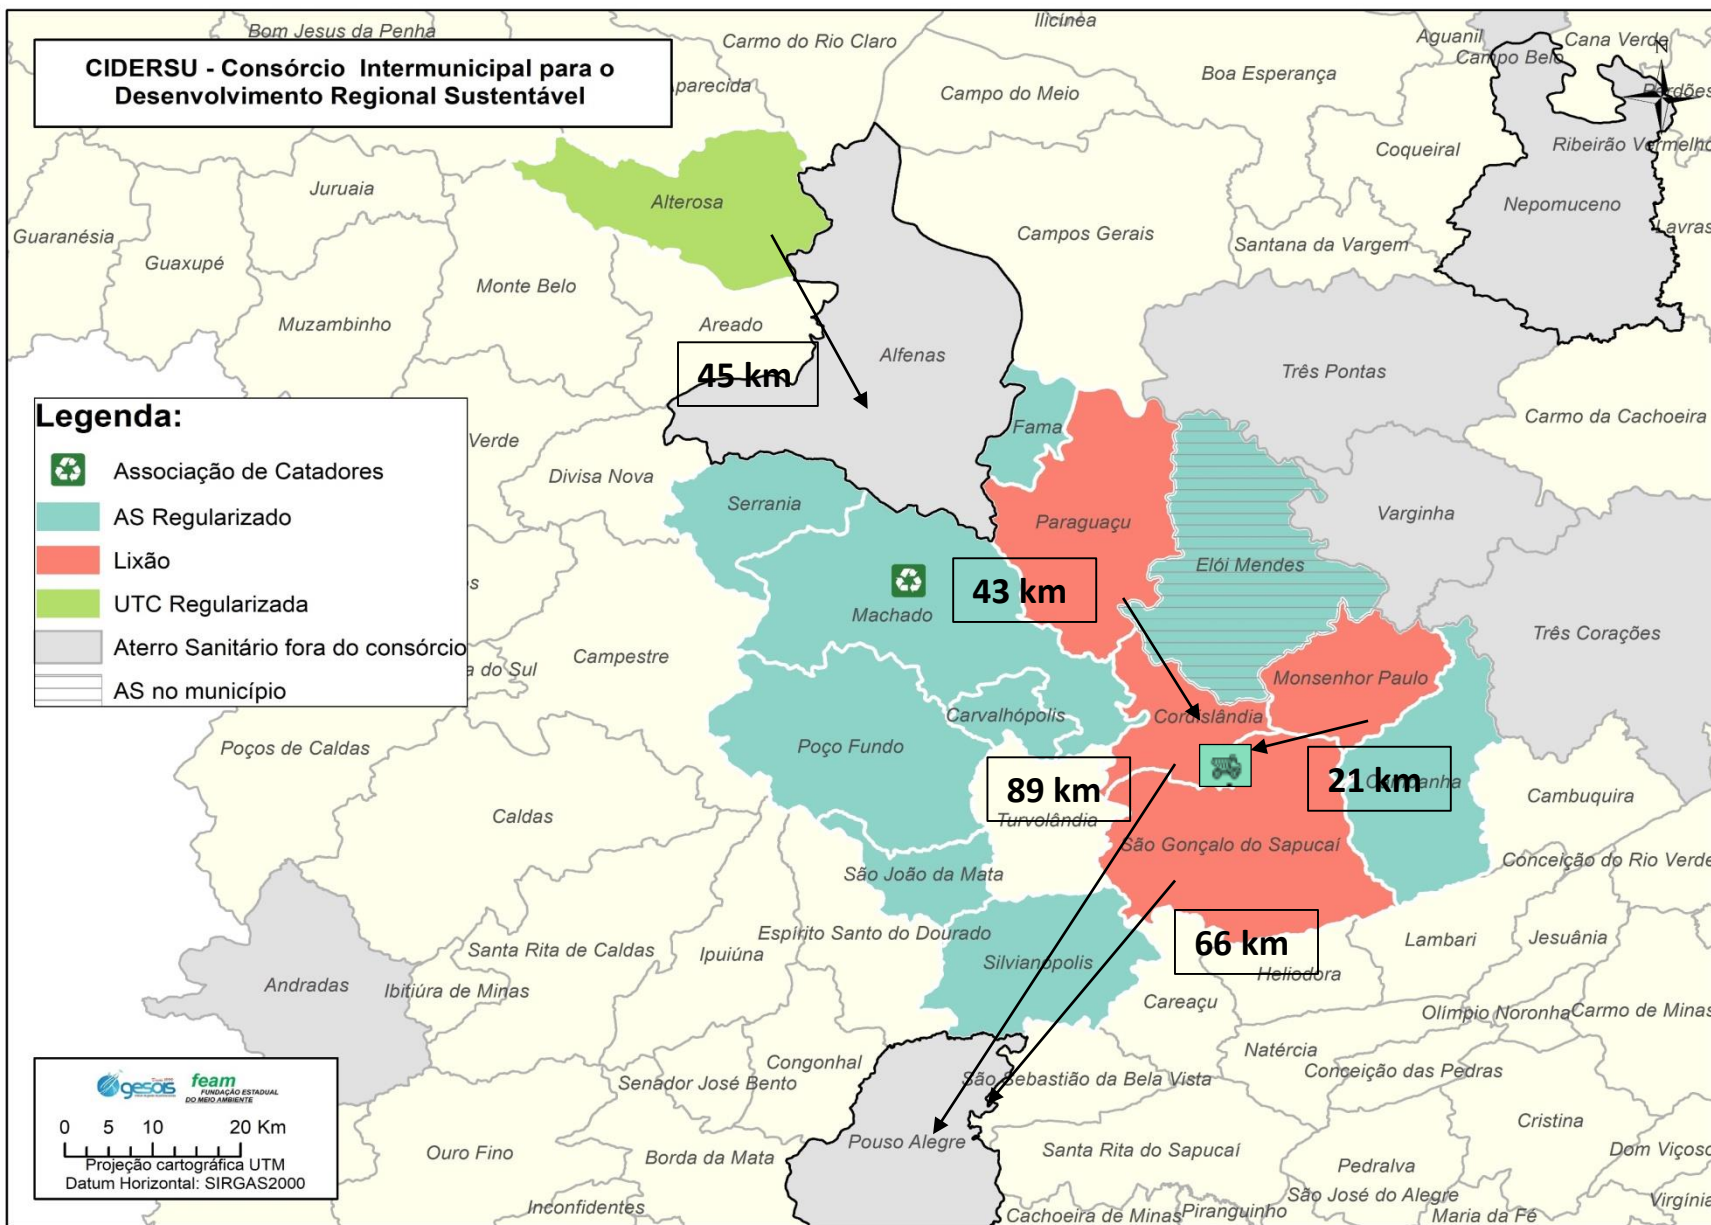 Bom Jesus da Penha
Carmo do Rio Claro
Ilicínea
Aguanil
Cana Verde
Campo Belo
N
CIDERSU - Consórcio Intermunicipal para o
Desenvolvimento Regional Sustentável
Aparecida
Campo do Meio
Boa Esperança
Perdões
Coqueiral
Ribeirão Vermelho
Juruaia
Alterosa
Nepomuceno
Guaranésia
Guaxupé
Campos Gerais
Santana da Vargem
Lavras
Monte Belo
Muzambinho
Areado
Alfenas
45 km
Três Pontas
Carmo da Cachoeira
Legenda:
Associação de Catadores
AS Regularizado
Lixão
UTC Regularizada
Aterro Sanitário fora do consórcio
AS no município
Verde
Fama
Divisa Nova
Serrania
Paraguaçu
Varginha
Elói Mendes
43 km
Machado
s
Três Corações
Campestre
a do Sul
Monsenhor Paulo
Carvalhópolis
Cordislândia
Poços de Caldas
Poço Fundo
89 km
21 km
Campanha
Cambuquira
Caldas
Turvolândia
São Gonçalo do Sapucaí
Conceição do Rio Verde
São João da Mata
Santa Rita de Caldas
Ipuiúna
Espírito Santo do Dourado
66 km
Lambari
Jesuânia
Silvianópolis
Heliodora
Andradas
Ibitiúra de Minas
Careaçu
Olímpio Noronha
Carmo de Minas
Natércia
Congonhal
Senador José Bento
São Sebastião da Bela Vista
Conceição das Pedras
gesois
feam
FUNDAÇÃO ESTADUAL
DO MEIO AMBIENTE
0 5 10 20 Km
Projeção cartográfica UTM
Datum Horizontal: SIRGAS2000
Cristina
Ouro Fino
Borda da Mata
Pouso Alegre
Santa Rita do Sapucaí
Pedralva
Dom Viçoso
Inconfidentes
São José do Alegre
Virgínia
Cachoeira de Minas
Piranguinho
Maria da Fé